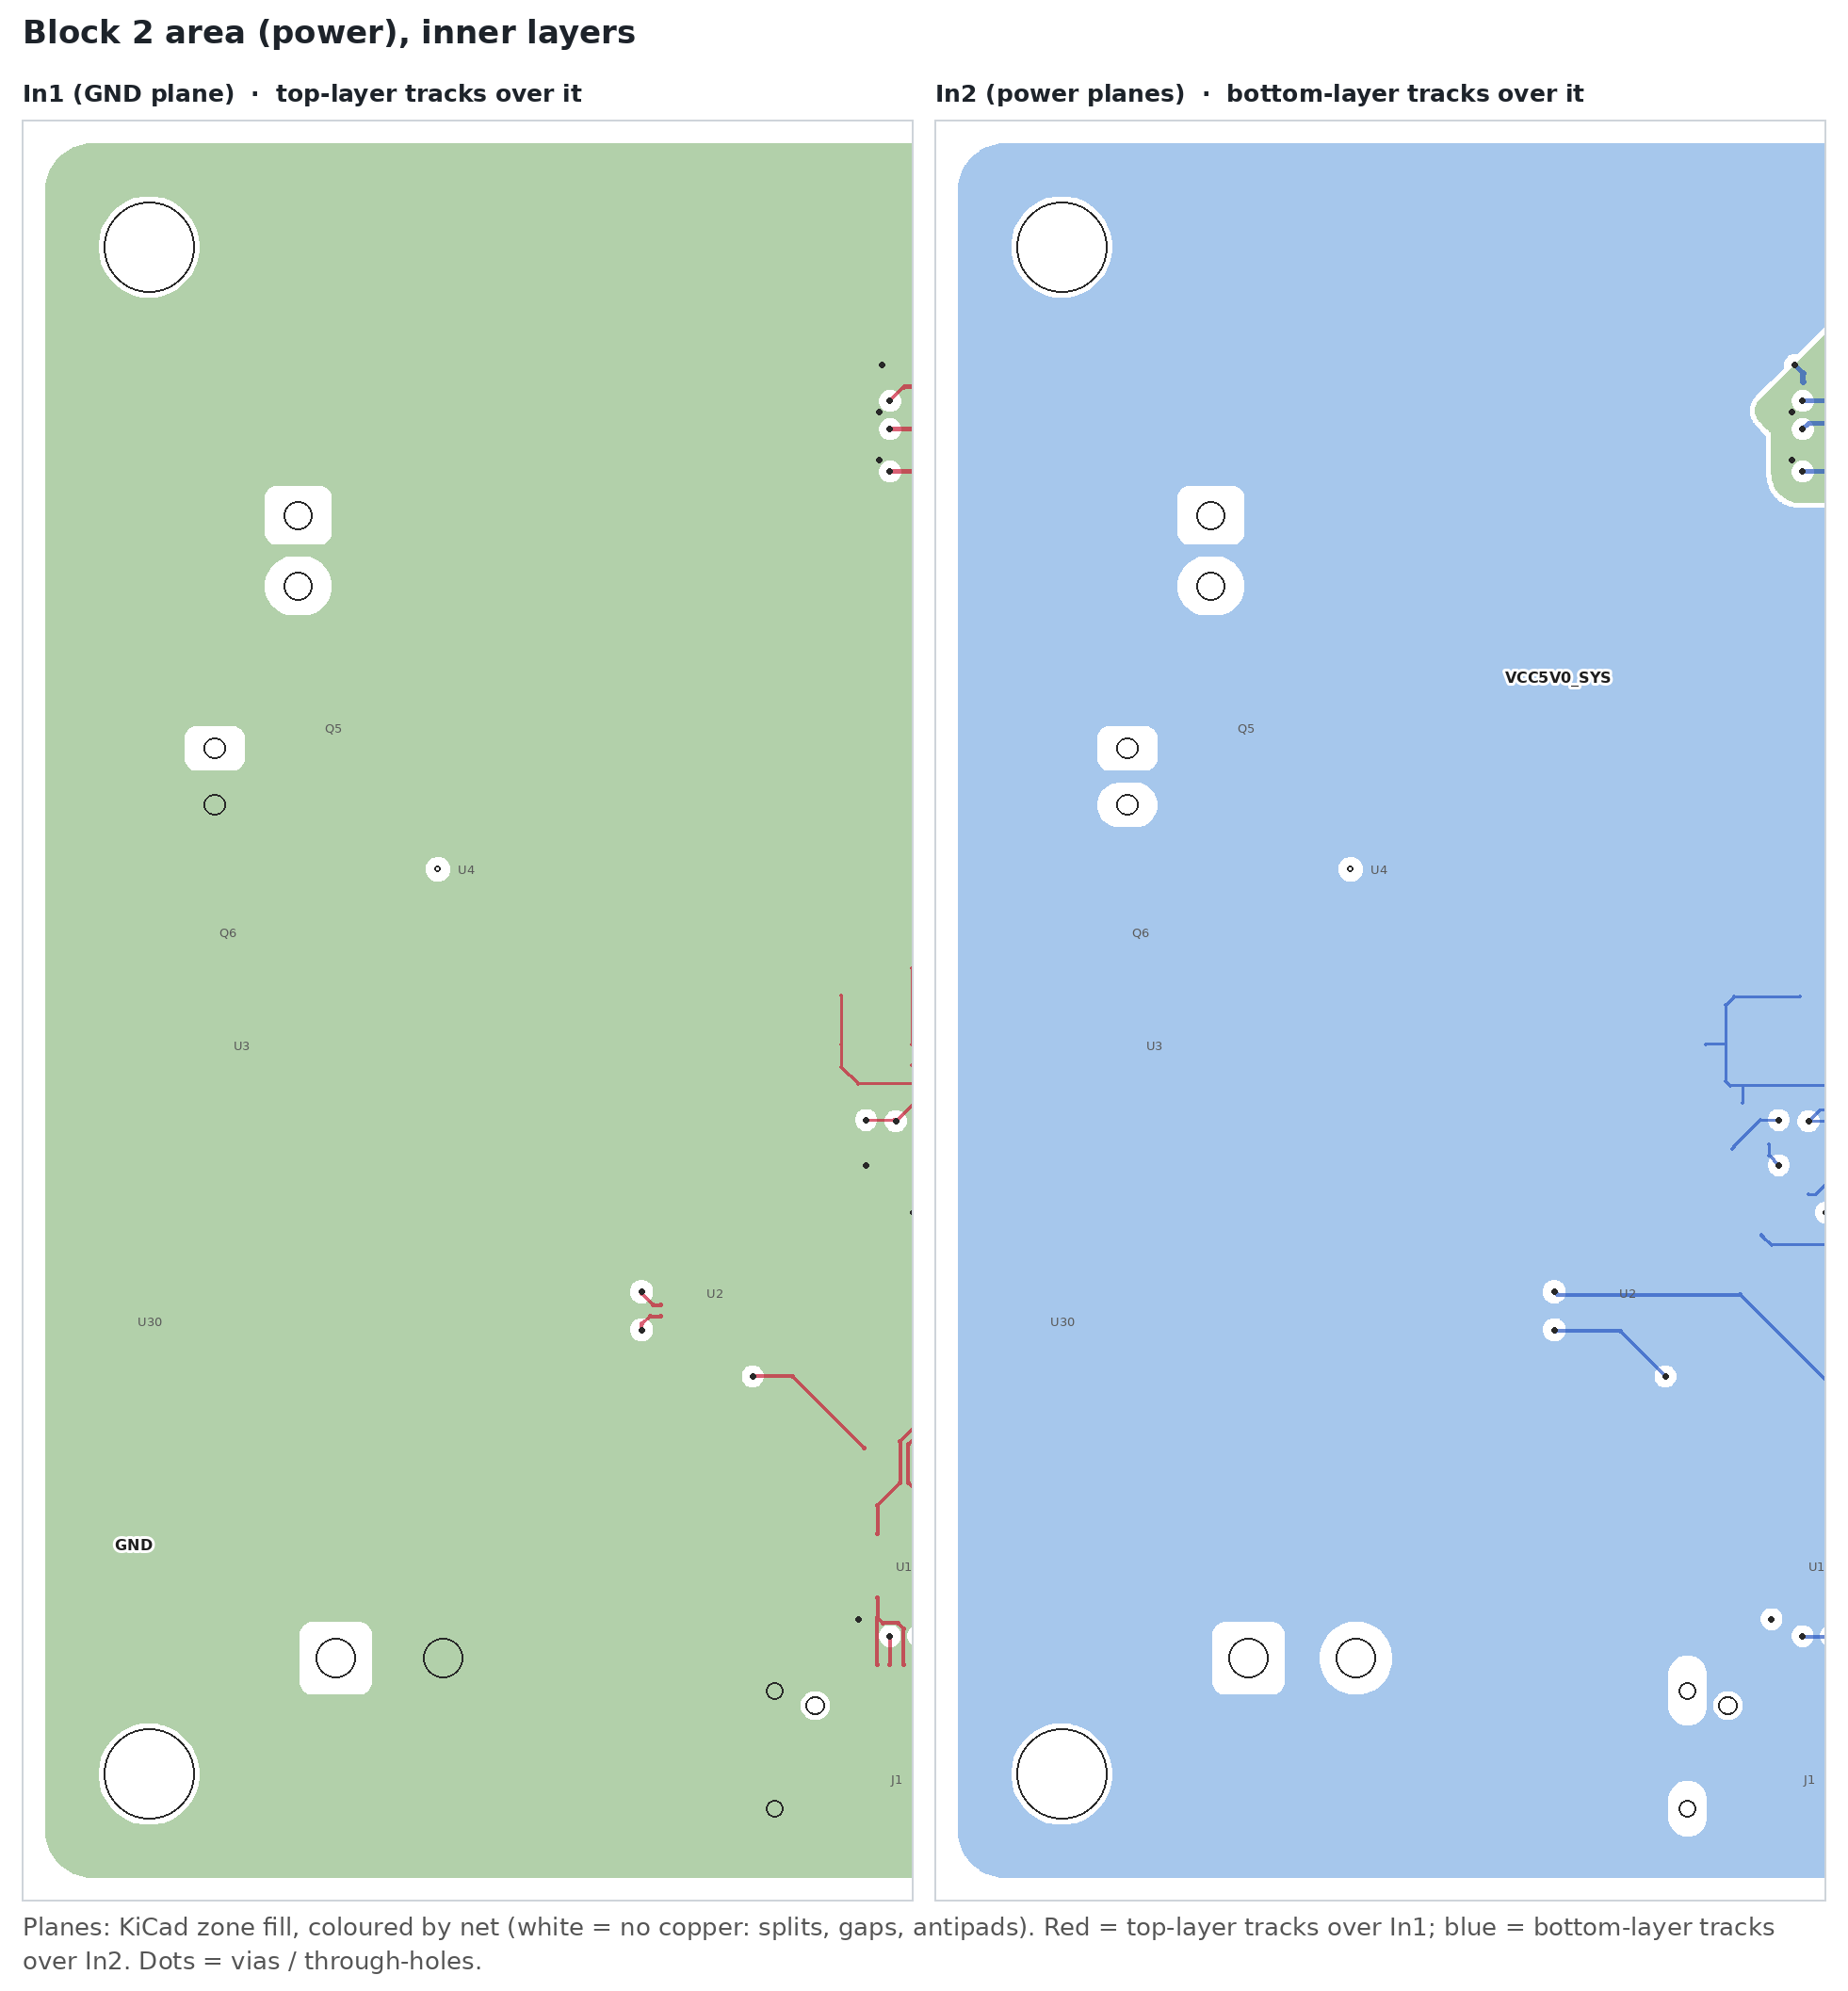 Block 2 area (power), inner layers
In1 (GND plane)  ·  top-layer tracks over it
In2 (power planes)  ·  bottom-layer tracks over it
VCC5V0_SYS
Q5
Q5
U4
U4
Q6
Q6
U3
U3
U2
U2
U30
U30
GND
U1
U1
J1
J1
Planes: KiCad zone fill, coloured by net (white = no copper: splits, gaps, antipads). Red = top-layer tracks over In1; blue = bottom-layer tracks
over In2. Dots = vias / through-holes.